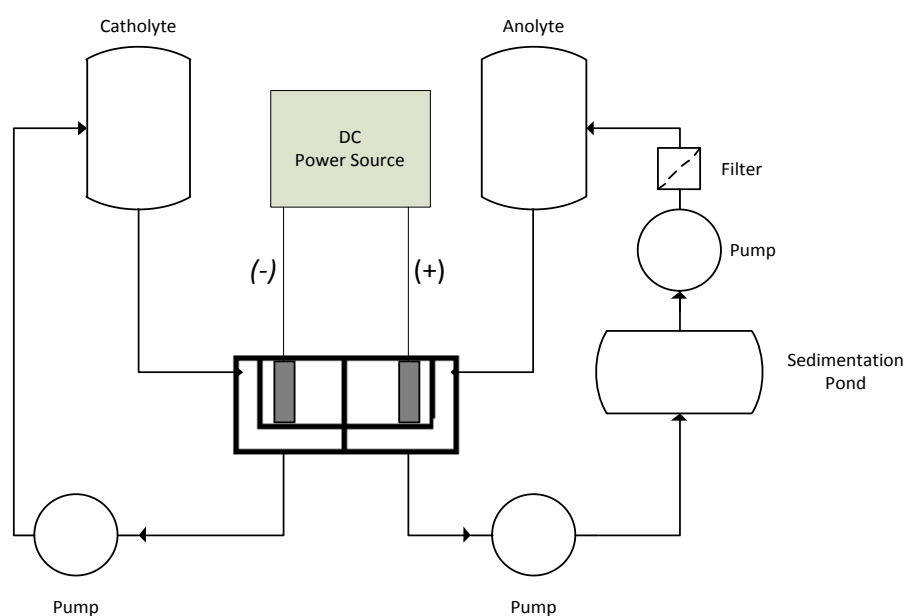 Catholyte
Anolyte
DC
Power Source
Filter
(-)
(+)
Pump
Sedimentation
Pond
Pump
Pump